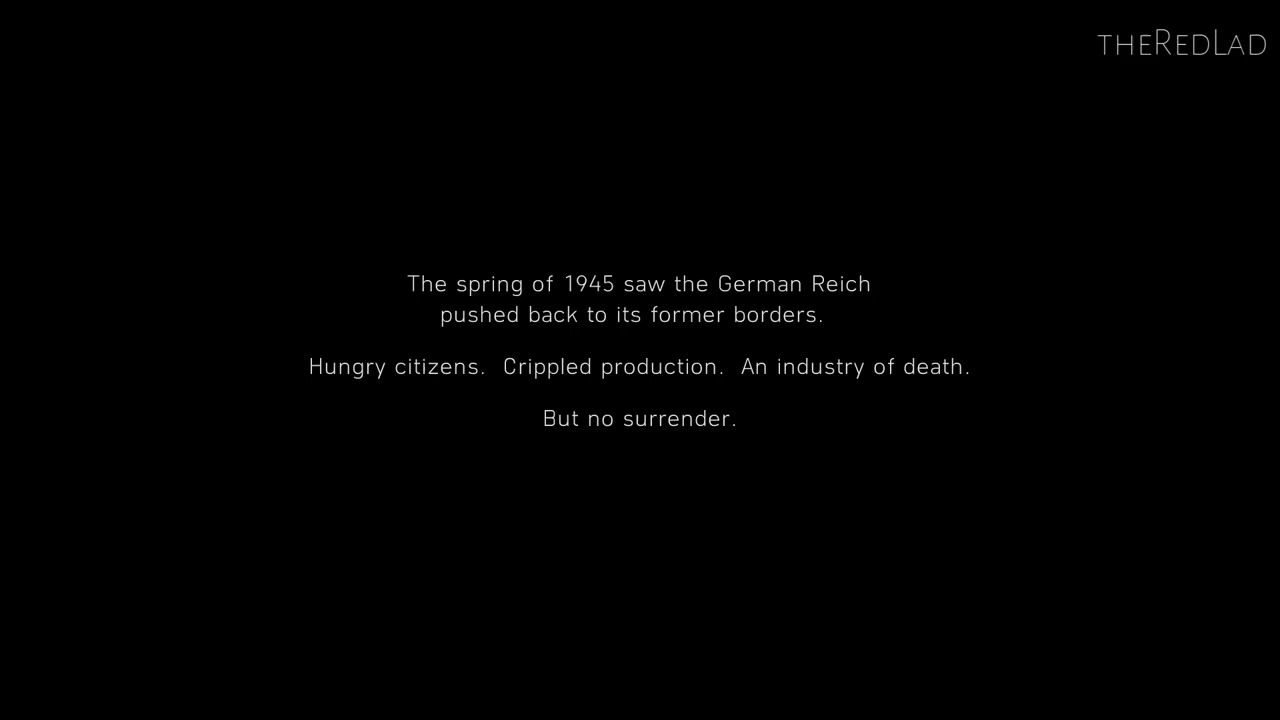 THEREDLAD
The spring of 1945 saw the German Reich
pushed back to its former borders.
Hungry citizens. Crippled production. An industry of death.
But no surrender.